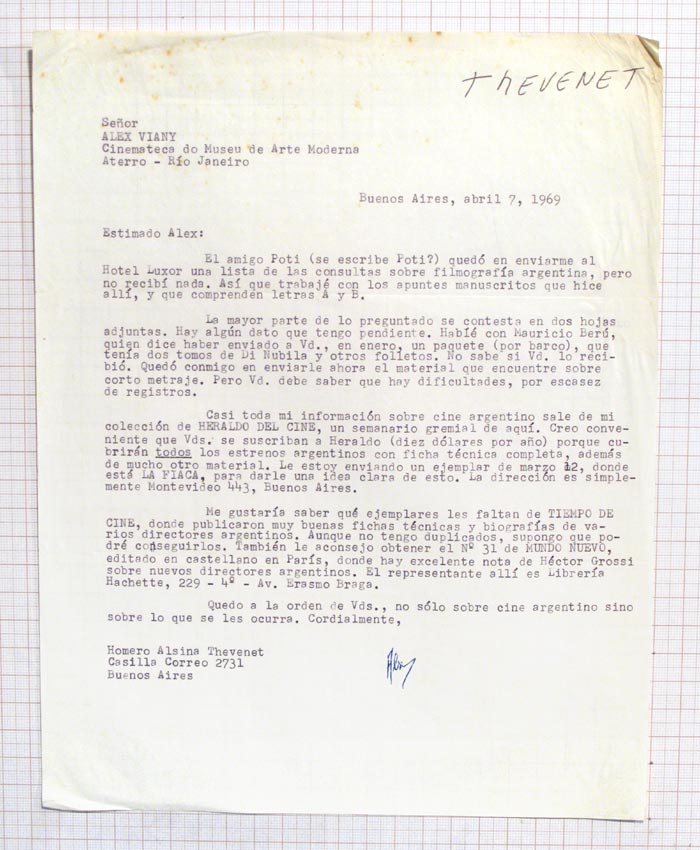 tHEVENET
Señor
ALEX VIANY
Cinemateca do Museu de Arte Moderna
Aterro - Río Janeiro
Buenos Aires, abril 7, 1969
Estimado Alex:
El amigo Poti (se escribe Poti?) quedó en enviarme al
Hotel Luxor una lista de las consultas sobre filmografía argentina, pero
no recibí nada. Así que trabajé con los apuntes manuscritos que hice
allí, y que comprenden letras A y B.
La mayor parte de lo preguntado se contesta en dos hojas
adjuntas. Hay algún dato que tengo pendiente. Hablé con Mauricio Berú,
quien dice haber enviado a Vd., en enero, un paquete (por barco), que
tenía dos tomos de Di Nubila y otros folletos. No sabe si Vd. lo reci-
bió. Quedó conmigo en enviarle ahora el material que encuentre sobre
corto metraje. Pero Vd. debe saber que hay dificultades, por escasez
de registros.
Casi toda mi información sobre cine argentino sale de mi
colección de HERALDO DEL CINE, un semanario gremial de aquí. Creo conve-
niente que Vds. se suscriban a Heraldo (diez dólares por año) porque cu-
brirán todos los estrenos argentinos con ficha técnica completa, además
de mucho otro material. Le estoy enviando un ejemplar de marzo 12, donde
está LA FIACA, para darle una idea clara de esto. La dirección es simple-
mente Montevideo 443, Buenos Aires.
Me gustaría saber qué ejemplares les faltan de TIEMPO DE
CINE, donde publicaron muy buenas fichas técnicas y biografías de va-
rios directores argentinos. Aunque no tengo duplicados, supongo que po-
dré conseguirlos. También le aconsejo obtener el Nº 31 de MUNDO NUEVO,
editado en castellano en París, donde hay excelente nota de Héctor Grossi
sobre nuevos directores argentinos. El representante allí es Librería
Hachette, 229 - 4º - Av. Erasmo Braga.
Quedo a la orden de Vds., no sólo sobre cine argentino sino
sobre lo que se les ocurra. Cordialmente,
Homero Alsina Thevenet
Casilla Correo 2731
Buenos Aires